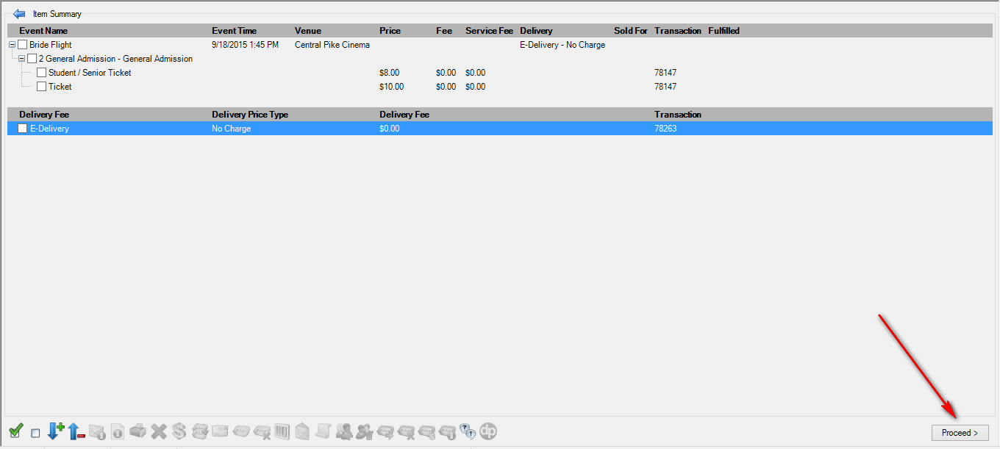 Item Summary
Event Name Event Time Venue Price Fee Service Fee Delivery Sold For Transaction Fulfilled
Bride Flight 9/18/2015 1:45 PM Central Pike Cinema E-Delivery - No Charge
2 General Admission - General Admission
Student / Senior Ticket $8.00 $0.00 $0.00 78147
Ticket $10.00 $0.00 $0.00 78147
Delivery Fee Delivery Price Type Delivery Fee Transaction
E-Delivery No Charge $0.00 78263
dp
Proceed >